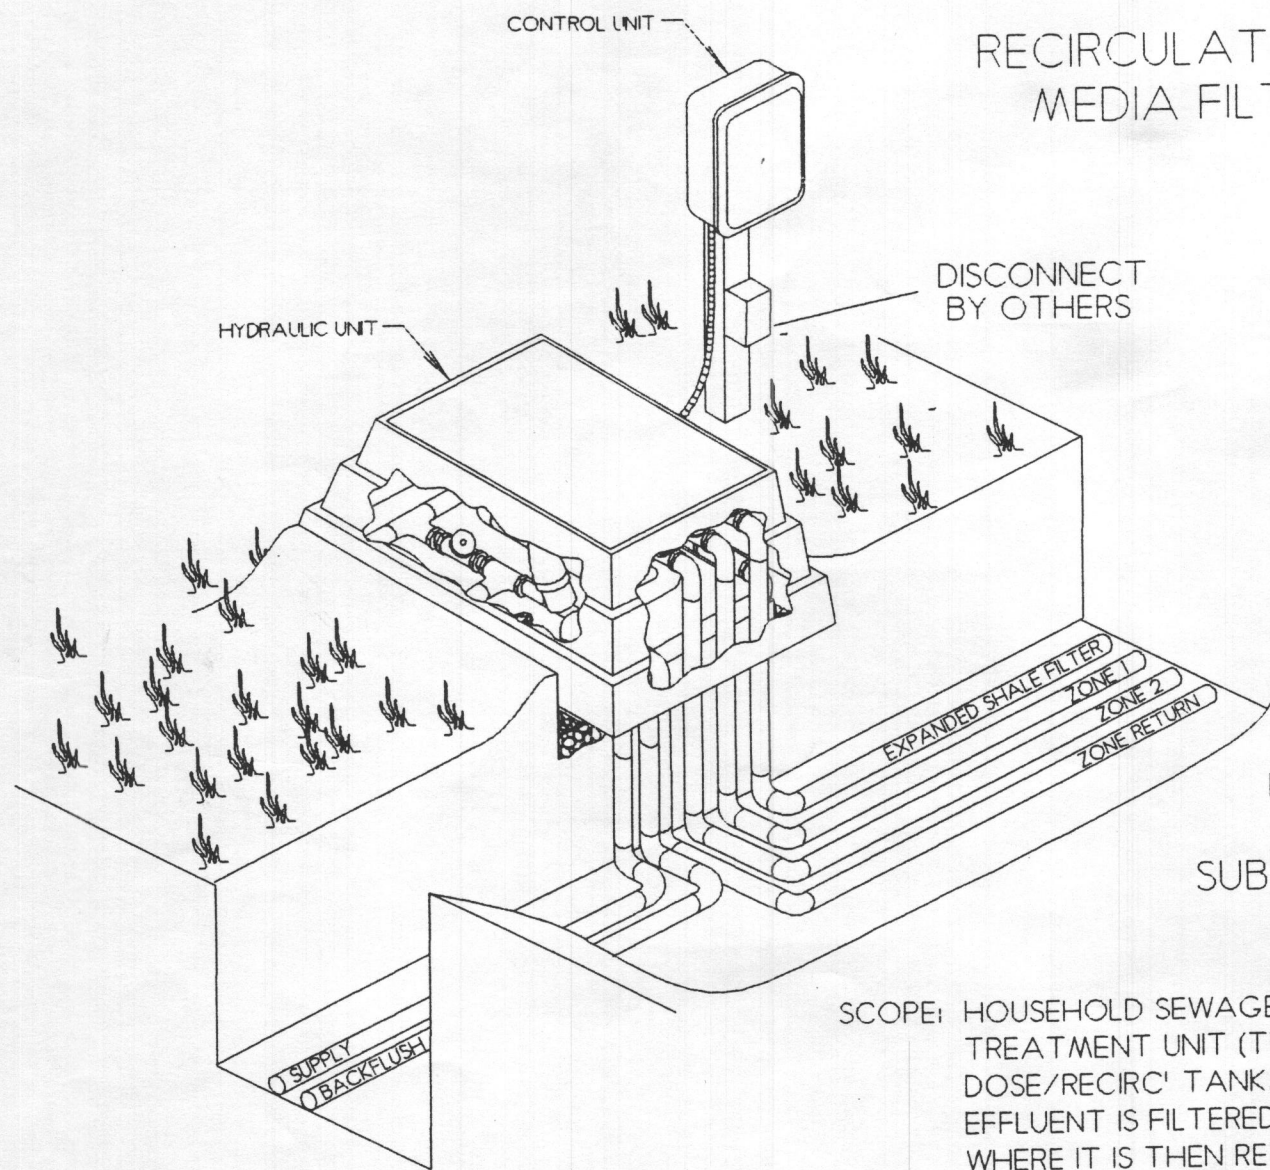 CONTROL UNIT
RECIRCULAT
MEDIA FILT
DISCONNECT
BY OTHERS
HYDRAULIC UNIT
EXPANDED SHALE FILTER
ZONE 1
ZONE 2
ZONE RETURN
SUB
SUPPLY
BACKFLUSH
SCOPE: HOUSEHOLD SEWAGE
TREATMENT UNIT (T
DOSE/RECIRC' TANK
EFFLUENT IS FILTERED
WHERE IT IS THEN RE